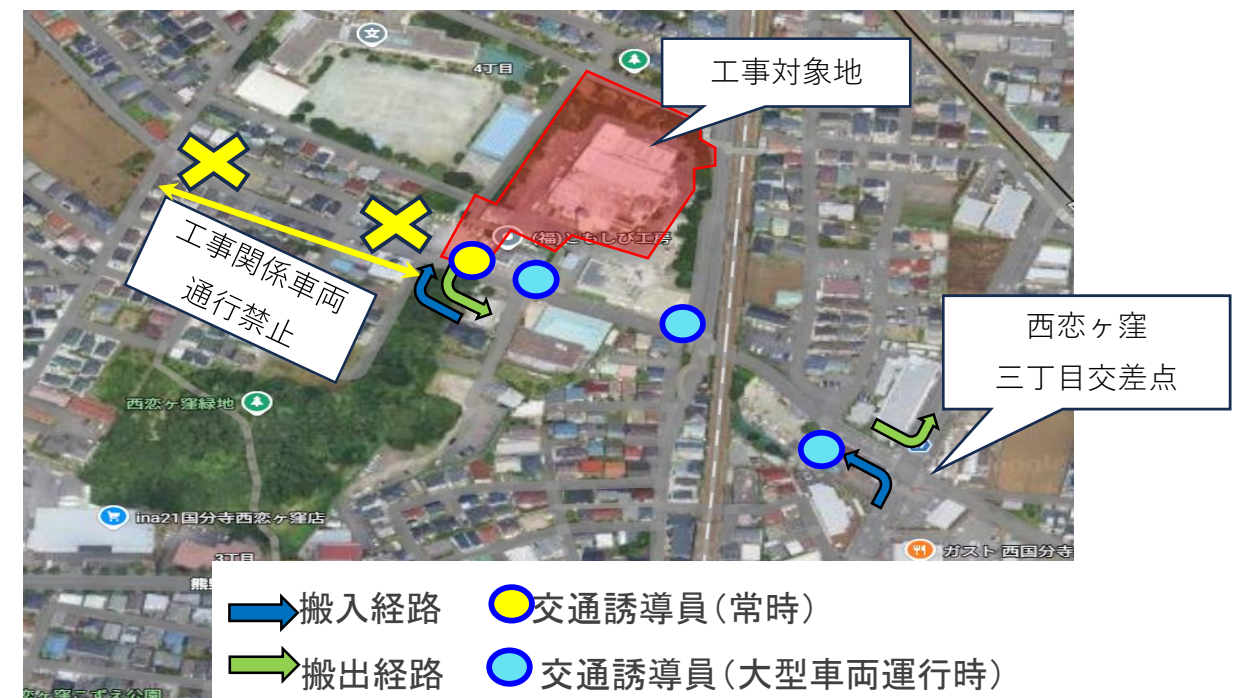 文
4丁目
工事対象地
(福)ともしび工房
工事関係車両
通行禁止
西恋ヶ窪
三丁目交差点
西恋ヶ窪緑地
ina21国分寺西恋ヶ窪店
3丁目
ガスト 西国分寺
搬入経路
交通誘導員(常時)
搬出経路
交通誘導員(大型車両運行時)